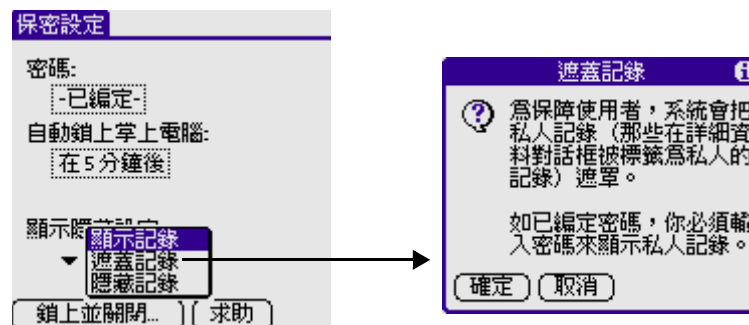 保密設定
密碼:
-已編定-
自動鎖上掌上電腦:
在5分鐘後
顯示隱
顯示記錄
遮蓋記錄
隱藏記錄
鎖上並關閉...
求助
遮蓋記錄
為保障使用者，系統會把
私人記錄（那些在詳細資
料對話框被標籤為私人的
記錄）遮罩。
如已編定密碼，你必須輸
入密碼來顯示私人記錄。
確定
取消